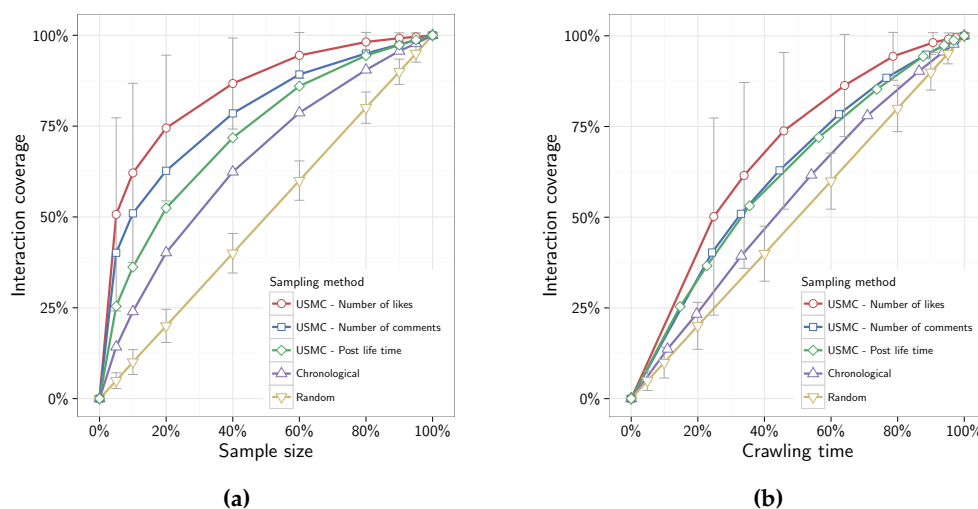 100%
75%
50%
25%
0%
Interaction coverage
Sampling method
USMC - Number of likes
USMC - Number of comments
USMC - Post life time
Chronological
Random
0% 20% 40% 60% 80% 100%
Sample size
(a)
100%
75%
50%
25%
0%
Interaction coverage
Sampling method
USMC - Number of likes
USMC - Number of comments
USMC - Post life time
Chronological
Random
0% 20% 40% 60% 80% 100%
Crawling time
(b)